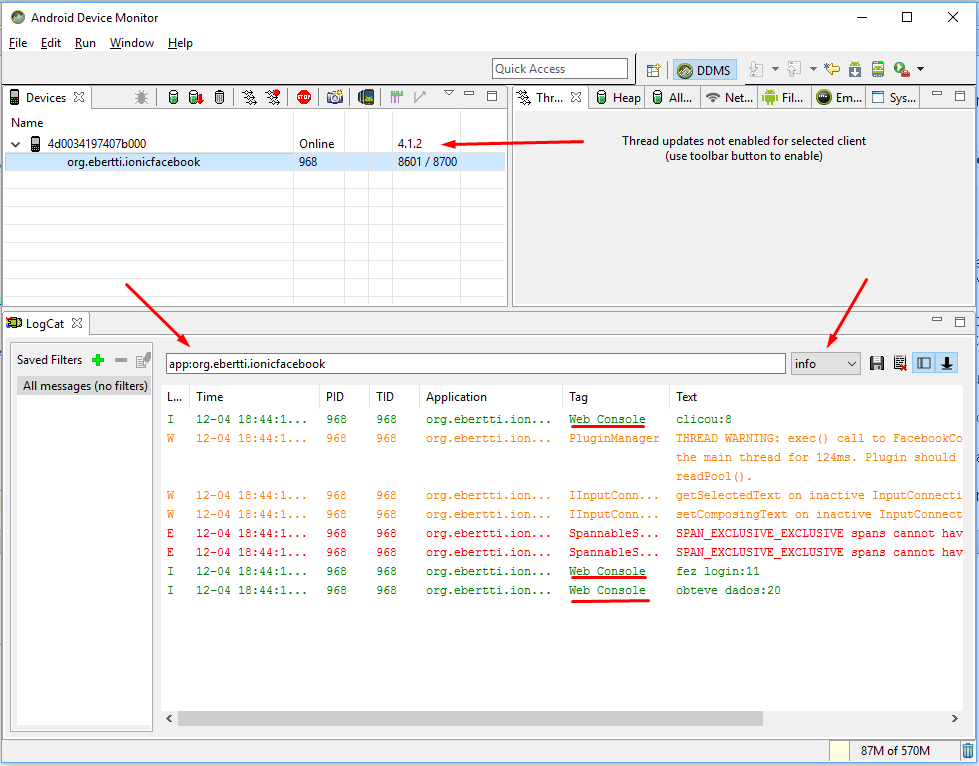 Android Device Monitor
File Edit Run Window Help
Quick Access
DDMS
Devices
Name
4d0034197407b000 Online 4.1.2
org.ebertti.ionicfacebook 968 8601 / 8700
Thr... Heap All... Net... Fil... Em... Sys...
Thread updates not enabled for selected client
(use toolbar button to enable)
LogCat
Saved Filters
All messages (no filters)
app:org.ebertti.ionicfacebook
info
L... Time PID TID Application Tag Text
I 12-04 18:44:1... 968 968 org.ebertti.ion... Web Console clicou:8
W 12-04 18:44:1... 968 968 org.ebertti.ion... PluginManager THREAD WARNING: exec() call to FacebookCo
the main thread for 124ms. Plugin should
readPool().
W 12-04 18:44:1... 968 968 org.ebertti.ion... IInputConn... getSelectedText on inactive InputConnecti
W 12-04 18:44:1... 968 968 org.ebertti.ion... IInputConn... setComposingText on inactive InputConnect
E 12-04 18:44:1... 968 968 org.ebertti.ion... SpannableS... SPAN_EXCLUSIVE_EXCLUSIVE spans cannot hav
E 12-04 18:44:1... 968 968 org.ebertti.ion... SpannableS... SPAN_EXCLUSIVE_EXCLUSIVE spans cannot hav
I 12-04 18:44:1... 968 968 org.ebertti.ion... Web Console fez login:11
I 12-04 18:44:1... 968 968 org.ebertti.ion... Web Console obteve dados:20
87M of 570M